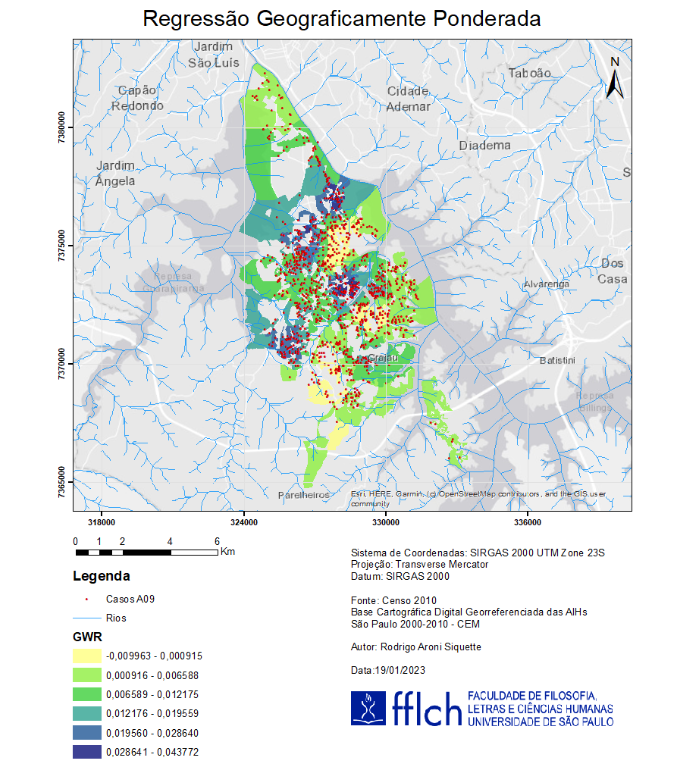 Regressão Geograficamente Ponderada
Jardim
São Luís
Capão
Redondo
Cidade
Ademar
Taboão
N
Diadema
Jardim
Ângela
S
Dos
Casa
Alvarenga
Represa
Guarapiranga
Grajaú
Batistini
Represa
Billings
Parelheiros
Esri, HERE, Garmin, (c) OpenStreetMap contributors, and the GIS user
community
7380000
7375000
7370000
7365000
318000
324000
330000
336000
0 1 2 4 6
Km
Legenda
Casos A09
Rios
GWR
-0,009963 - 0,000915
0,000916 - 0,006588
0,006589 - 0,012175
0,012176 - 0,019559
0,019560 - 0,028640
0,028641 - 0,043772
Sistema de Coordenadas: SIRGAS 2000 UTM Zone 23S
Projeção: Transverse Mercator
Datum: SIRGAS 2000
Fonte: Censo 2010
Base Cartográfica Digital Georreferenciada das AIHs
São Paulo 2000-2010 - CEM
Autor: Rodrigo Aroni Siquette
Data:19/01/2023
fflch
FACULDADE DE FILOSOFIA,
LETRAS E CIÊNCIAS HUMANAS
UNIVERSIDADE DE SÃO PAULO